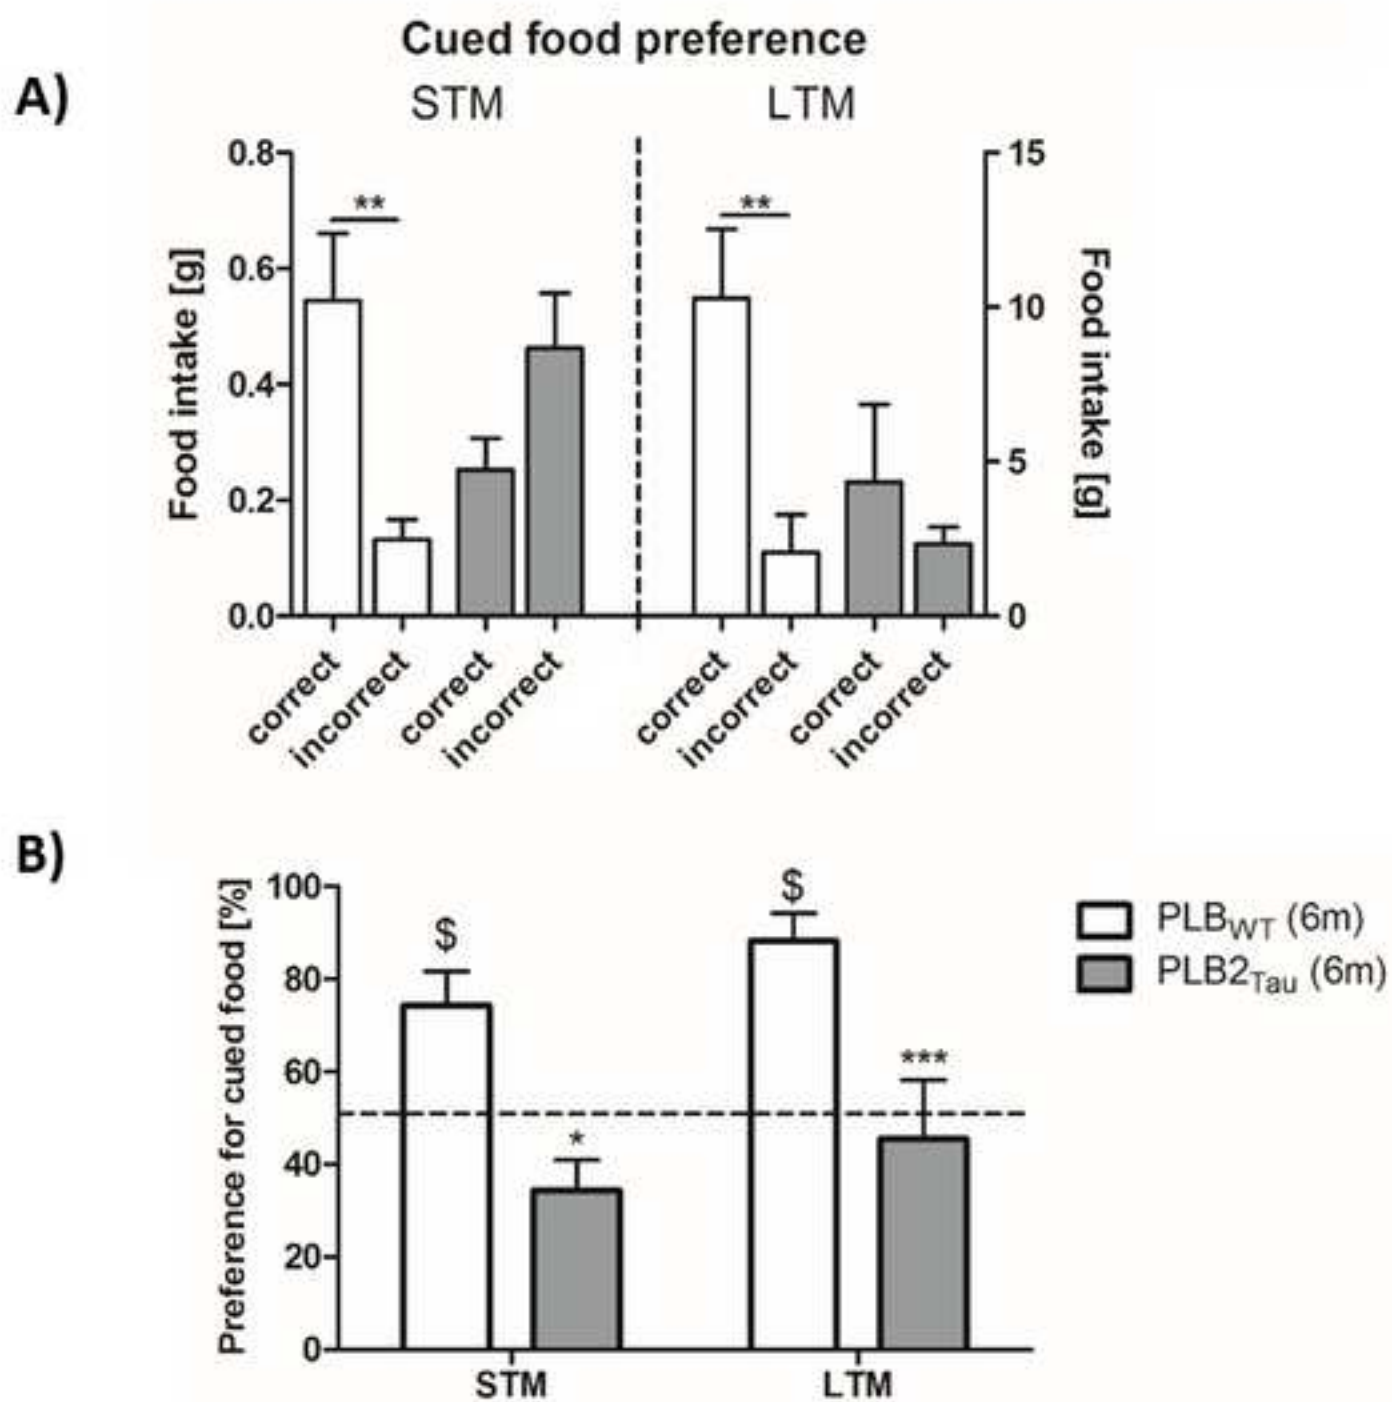 Cued food preference
A)
STM LTM
0.8 15
** **
Food intake [g] 0.6 10 Food intake [g]
0.4
5
0.2
0.0 0
correct incorrect correct incorrect correct incorrect correct incorrect
B)
Preference for cued food [%]
100 $
$
80
60 ***
*
40
20
0
STM LTM
PLBWT (6m)
PLB2Tau (6m)